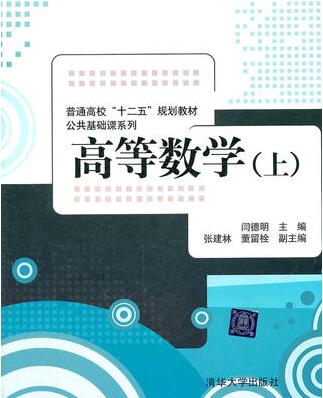 普通高校“十二五”规划教材
公共基础课系列
高等数学(上)
闫德明 主 编
张建林 董留栓 副主编
清华大学出版社